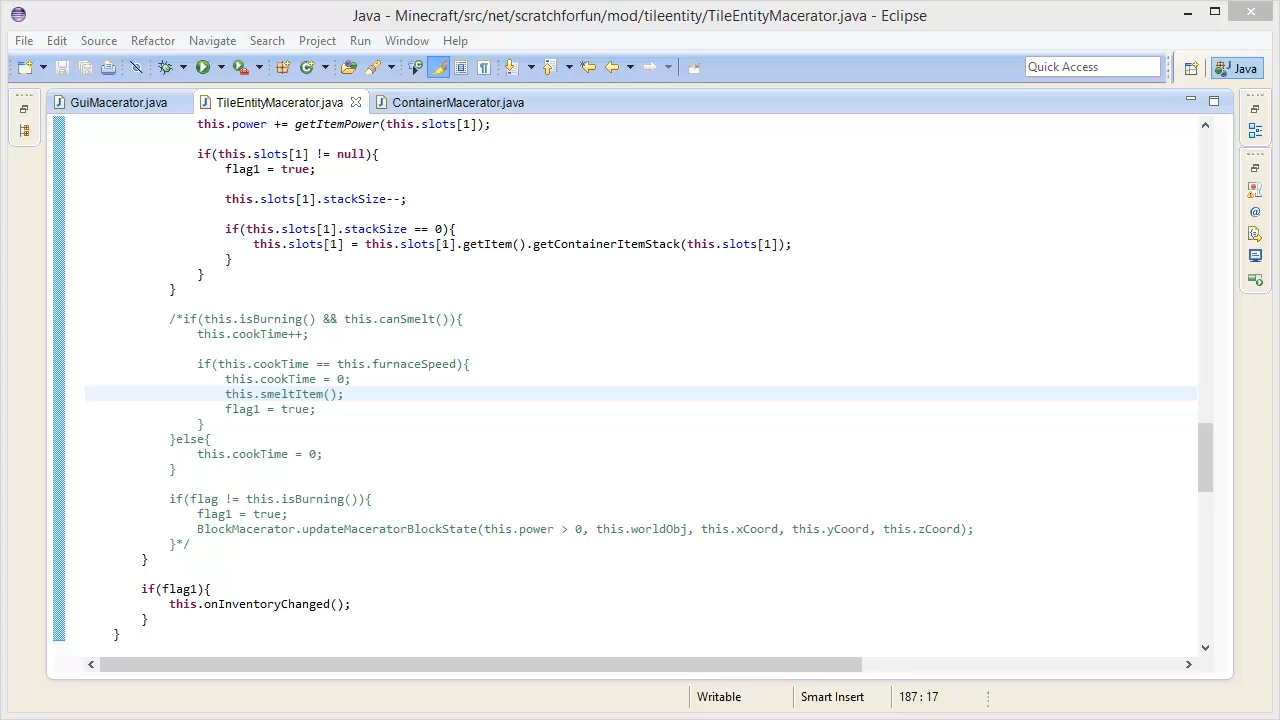 Java - Minecraft/src/net/scratchforfun/mod/tileentity/TileEntityMacerator.java - Eclipse
File Edit Source Refactor Navigate Search Project Run Window Help
Quick Access
Java
GuiMacerator.java TileEntityMacerator.java ContainerMacerator.java
this.power += getItemPower(this.slots[1]);
if(this.slots[1] != null){
flag1 = true;
this.slots[1].stackSize--;
if(this.slots[1].stackSize == 0){
this.slots[1] = this.slots[1].getItem().getContainerItemStack(this.slots[1]);
}
}
}
/*if(this.isBurning() && this.canSmelt()){
this.cookTime++;
if(this.cookTime == this.furnaceSpeed){
this.cookTime = 0;
this.smeltItem();
flag1 = true;
}
}else{
this.cookTime = 0;
}
if(flag != this.isBurning()){
flag1 = true;
BlockMacerator.updateMaceratorBlockState(this.power > 0, this.worldObj, this.xCoord, this.yCoord, this.zCoord);
}*/
}
if(flag1){
this.onInventoryChanged();
}
}
Writable Smart Insert 187 : 17